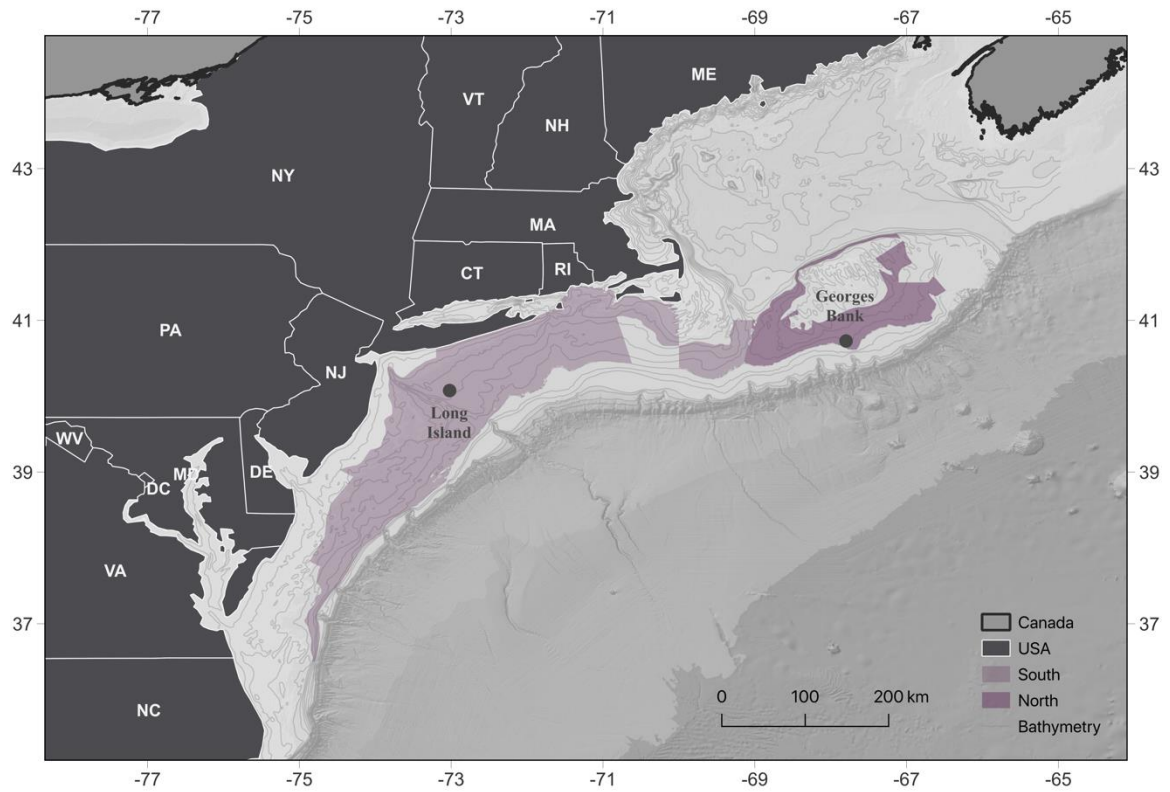 -77 -75 -73 -71 -69 -67 -65
ME
VT
NH
43 43
NY
MA
CT RI
Georges
Bank
41 41
PA
NJ
Long
Island
WV
39 39
MD
DE
DC
VA
37 37
Canada
USA
South
North
Bathymetry
0 100 200 km
NC
-77 -75 -73 -71 -69 -67 -65